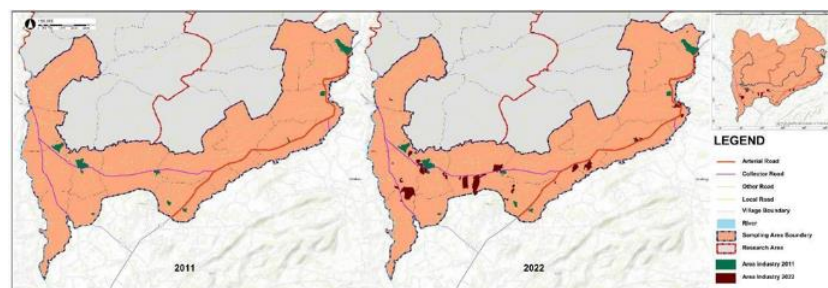 2011
2022
LEGEND
Arterial Road
Collector Road
Other Road
Local Road
Village Boundary
River
Sampling Area Boundary
Research Area
Area Industry 2011
Area Industry 2022